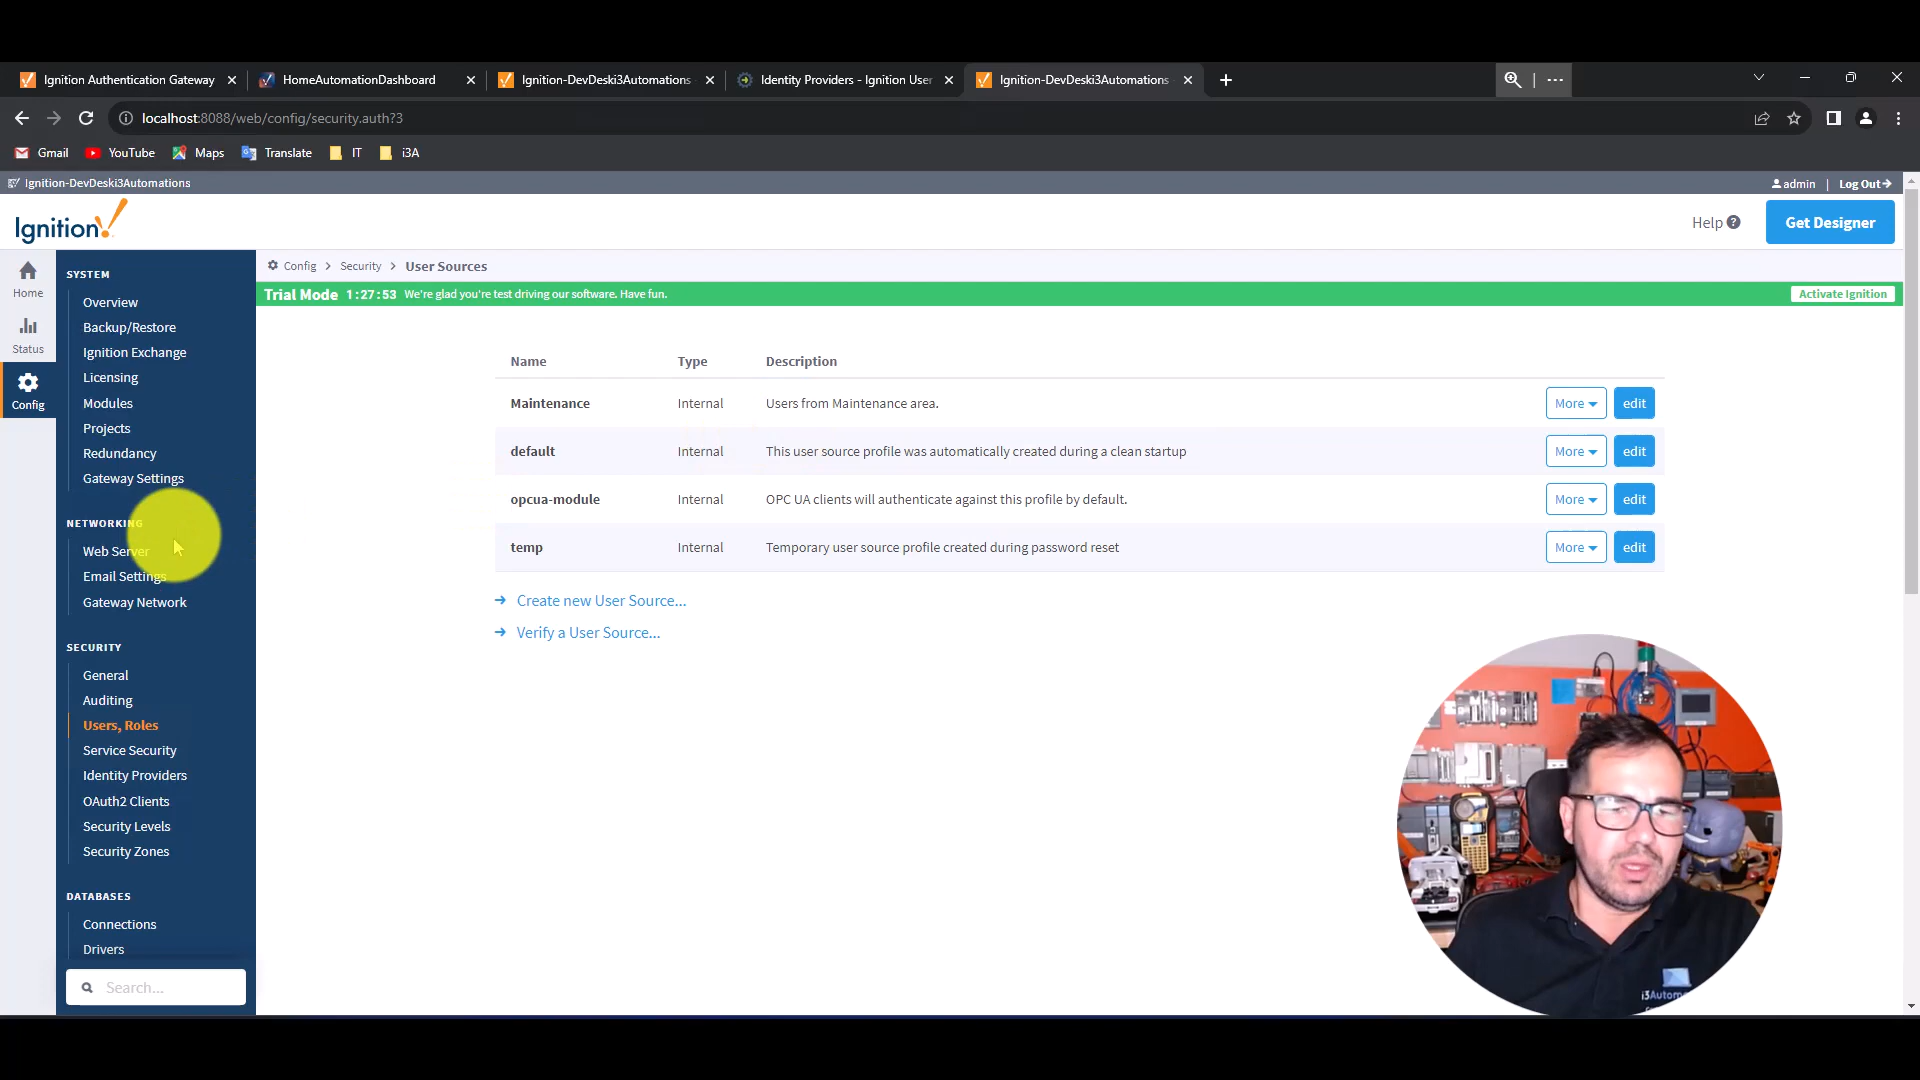 Ignition Authentication Gateway
HomeAutomationDashboard
Ignition-DevDeski3Automations
Identity Providers - Ignition User
Ignition-DevDeski3Automations
localhost:8088/web/config/security.auth?3
Gmail
YouTube
Maps
Translate
IT
i3A
Ignition-DevDeski3Automations
admin | Log Out
Ignition!
Help
Get Designer
Home
Status
Config
SYSTEM
Overview
Backup/Restore
Ignition Exchange
Licensing
Modules
Projects
Redundancy
Gateway Settings
NETWORKING
Web Server
Email Settings
Gateway Network
SECURITY
General
Auditing
Users, Roles
Service Security
Identity Providers
OAuth2 Clients
Security Levels
Security Zones
DATABASES
Connections
Drivers
Search...
Config > Security > User Sources
Trial Mode 1:27:53 We're glad you're test driving our software. Have fun.
Activate Ignition
Name Type Description
Maintenance Internal Users from Maintenance area. More edit
default Internal This user source profile was automatically created during a clean startup More edit
opcua-module Internal OPC UA clients will authenticate against this profile by default. More edit
temp Internal Temporary user source profile created during password reset More edit
Create new User Source...
Verify a User Source...